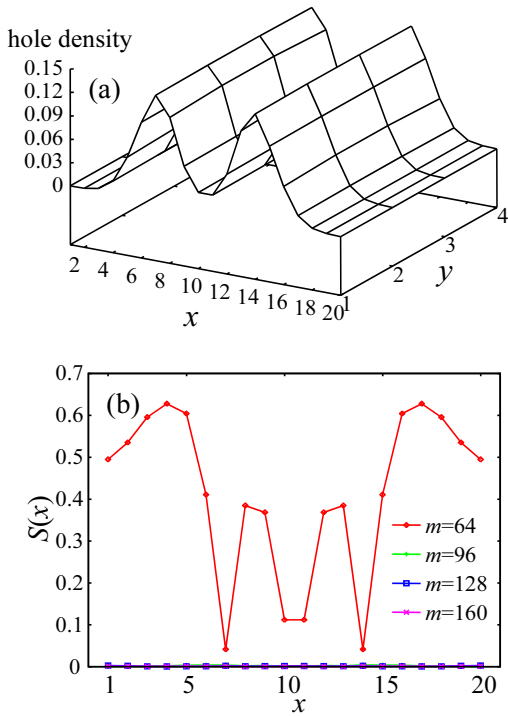 hole density
0.15
(a)
0.12
0.09
0.06
0.03
0
2 4 6 8 10 12 14 16 18 20
x
1 2 3 4
y
0.7
(b)
0.6
0.5
0.4
0.3
0.2
0.1
0
S(x)
m=64
m=96
m=128
m=160
1 5 10 15 20
x